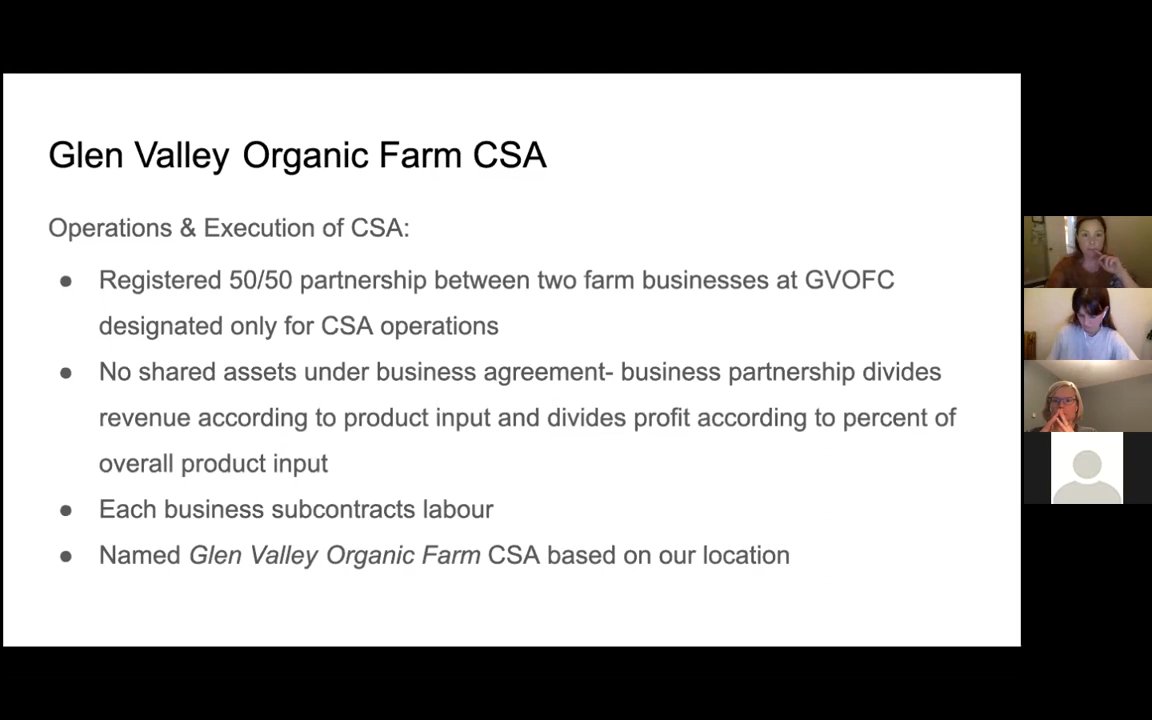 Glen Valley Organic Farm CSA
Operations & Execution of CSA:
● Registered 50/50 partnership between two farm businesses at GVOFC
designated only for CSA operations
● No shared assets under business agreement- business partnership divides
revenue according to product input and divides profit according to percent of
overall product input
● Each business subcontracts labour
● Named Glen Valley Organic Farm CSA based on our location